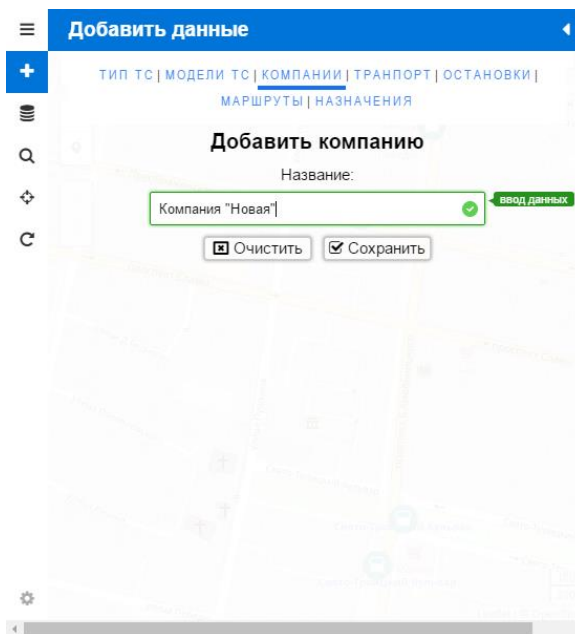 Добавить данные
ТИП ТС | МОДЕЛИ ТС | КОМПАНИИ | ТРАНПОРТ | ОСТАНОВКИ |
МАРШРУТЫ | НАЗНАЧЕНИЯ
Добавить компанию
Название:
Компания "Новая"
ввод данных
Очистить
Сохранить